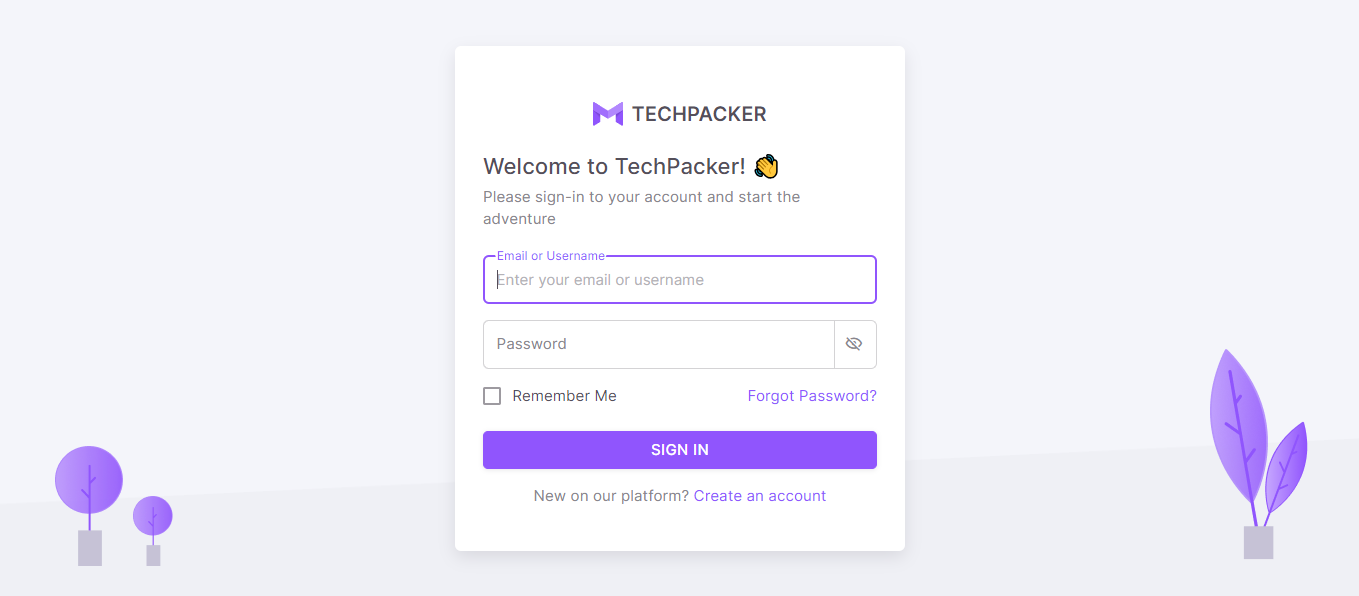 TECHPACKER
Welcome to TechPacker! 👋
Please sign-in to your account and start the
adventure
Email or Username
Enter your email or username
Password
Remember Me
Forgot Password?
SIGN IN
New on our platform? Create an account